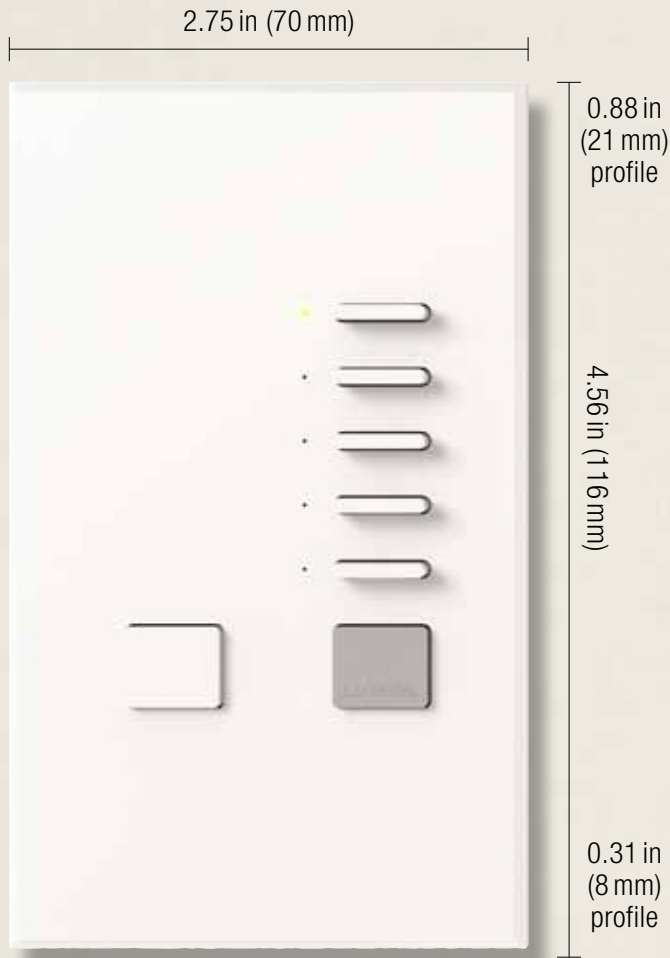 2.75 in (70 mm)
0.88 in
(21 mm)
profile
4.56 in (116 mm)
0.31 in
(8 mm)
profile